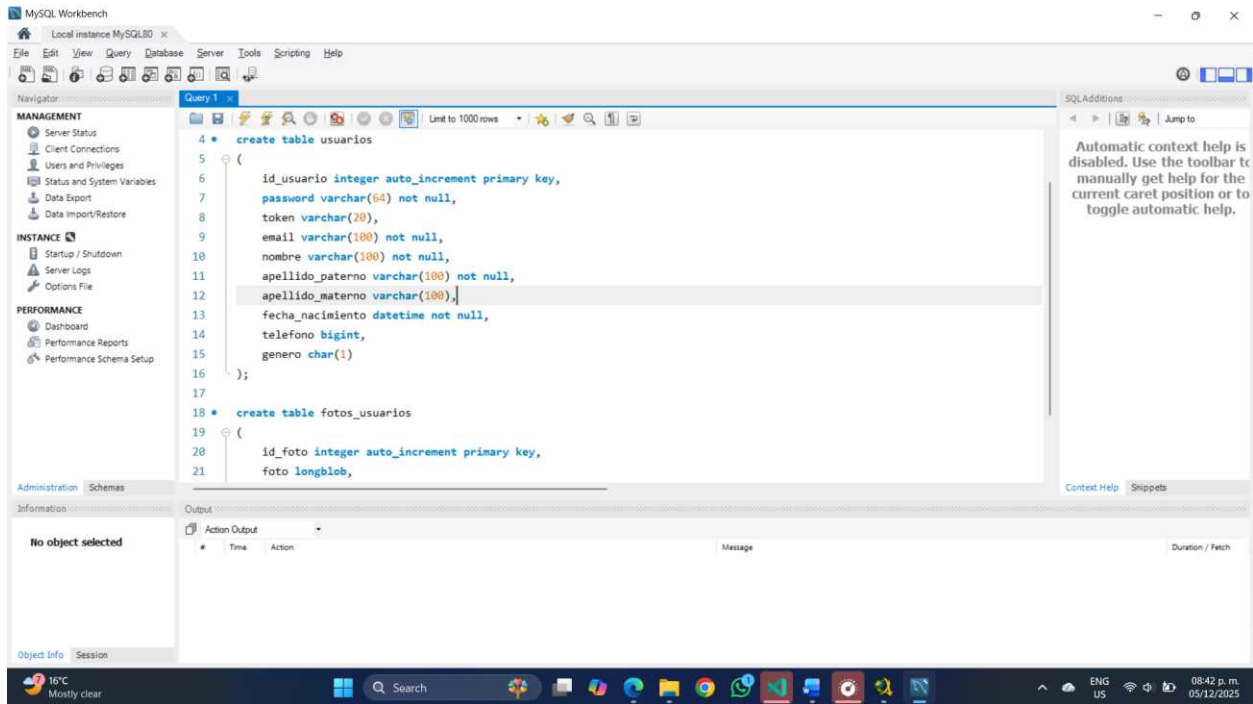 MySQL Workbench
Local instance MySQL80
File Edit View Query Database Server Tools Scripting Help
Navigator
MANAGEMENT
Server Status
Client Connections
Users and Privileges
Status and System Variables
Data Export
Data Import/Restore
INSTANCE
Startup / Shutdown
Server Logs
Options File
PERFORMANCE
Dashboard
Performance Reports
Performance Schema Setup
Administration Schemas
Query 1
Limit to 1000 rows
4 create table usuarios
5 (
6 id_usuario integer auto_increment primary key,
7 password varchar(64) not null,
8 token varchar(20),
9 email varchar(100) not null,
10 nombre varchar(100) not null,
11 apellido_paterno varchar(100) not null,
12 apellido_materno varchar(100),
13 fecha_nacimiento datetime not null,
14 telefono bigint,
15 genero char(1)
16 );
17
18 create table fotos_usuarios
19 (
20 id_foto integer auto_increment primary key,
21 foto longblob,
SQLAdditions
Jump to
Automatic context help is
disabled. Use the toolbar to
manually get help for the
current caret position or to
toggle automatic help.
Context Help Snippets
Information
No object selected
Object Info Session
Output
Action Output
# Time Action Message Duration / Fetch
7
16°C
Mostly clear
Search
ENG
US
08:42 p. m.
05/12/2025